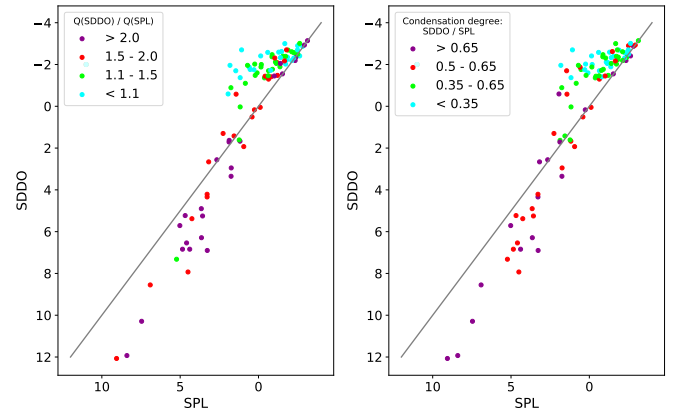 Q(SDDO) / Q(SPL)
> 2.0
1.5 - 2.0
1.1 - 1.5
< 1.1
−4
−2
0
2
4
6
8
10
12
SDDO
10
5
0
SPL
Condensation degree:
SDDO / SPL
> 0.65
0.5 - 0.65
0.35 - 0.65
< 0.35
−4
−2
0
2
4
6
8
10
12
SDDO
10
5
0
SPL